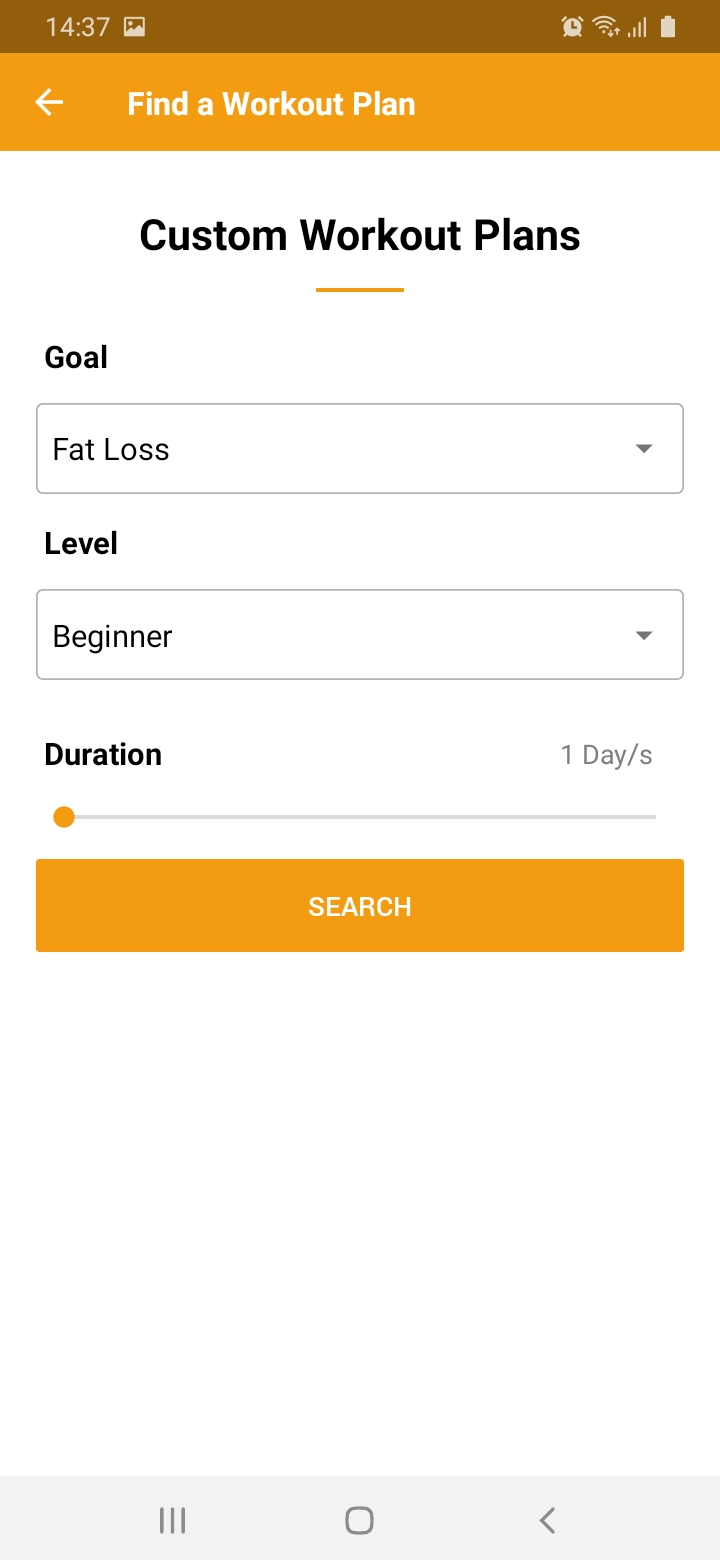 14:37
Find a Workout Plan
Custom Workout Plans
Goal
Fat Loss
Level
Beginner
Duration 1 Day/s
SEARCH